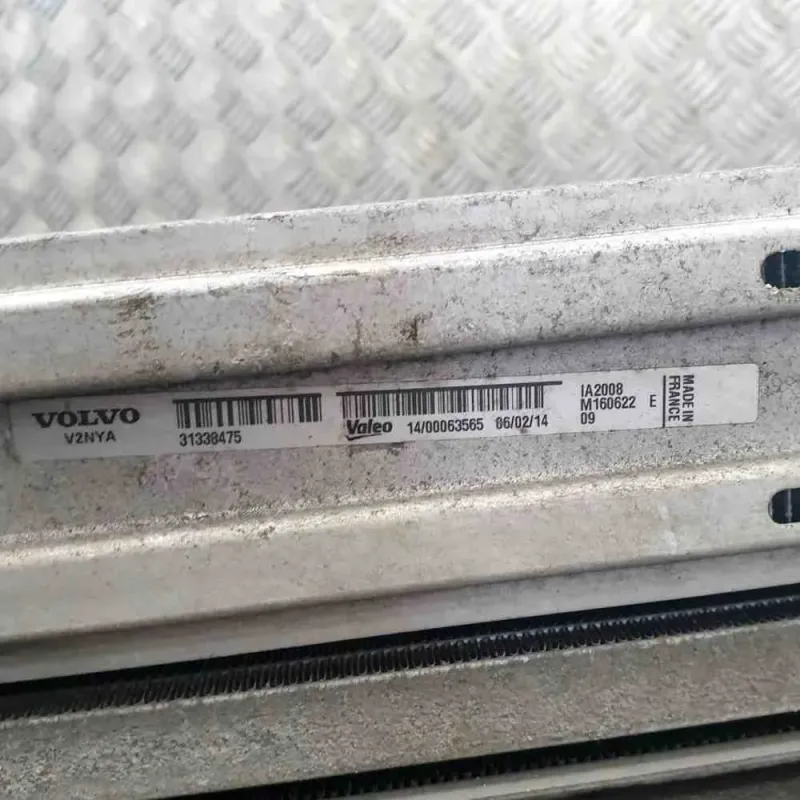 VOLVO
V2NYA
31338475
Valeo 14/00063565 06/02/14
IA2008
M160622 E
09
MADE IN
FRANCE